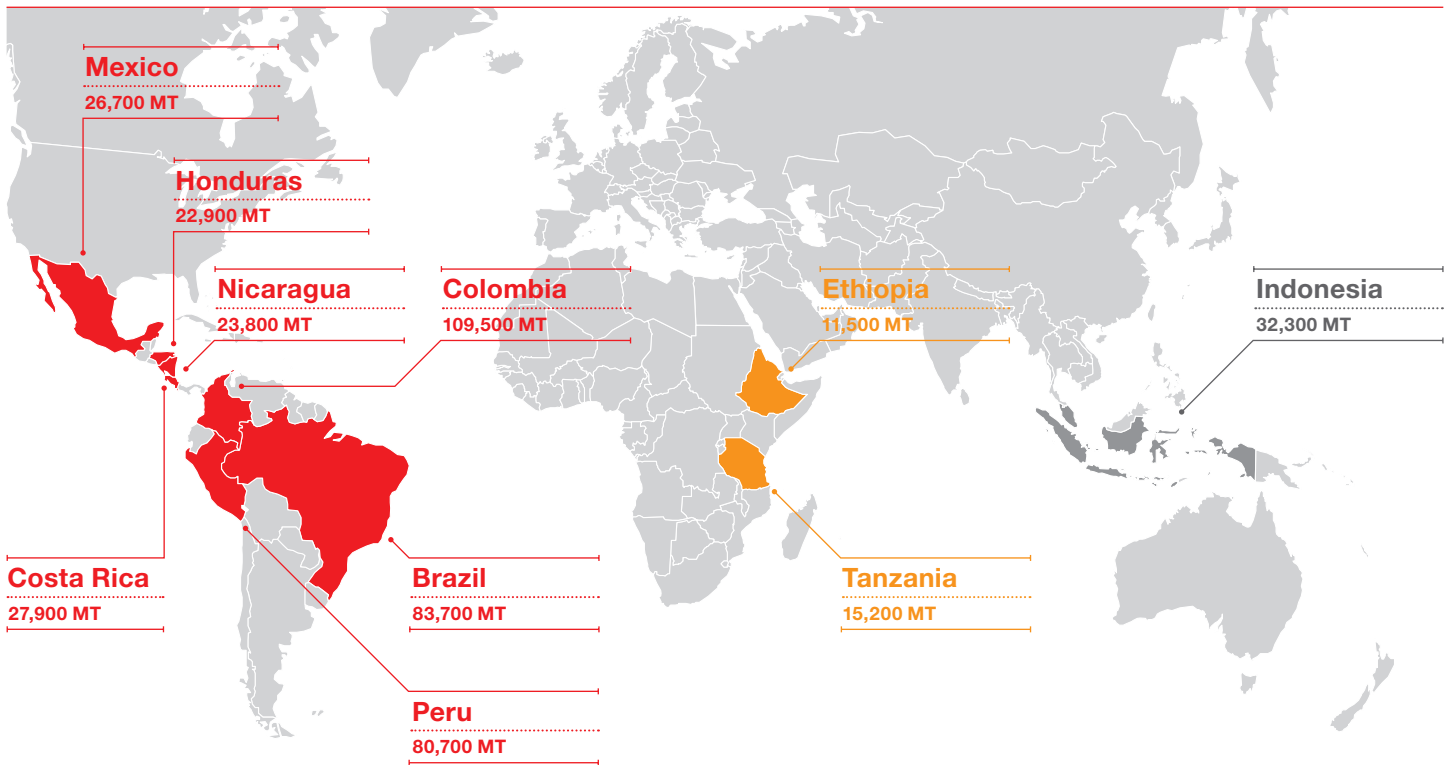 Mexico
26,700 MT
Honduras
22,900 MT
Nicaragua
23,800 MT
Colombia
109,500 MT
Ethiopia
11,500 MT
Indonesia
32,300 MT
Costa Rica
27,900 MT
Brazil
83,700 MT
Tanzania
15,200 MT
Peru
80,700 MT